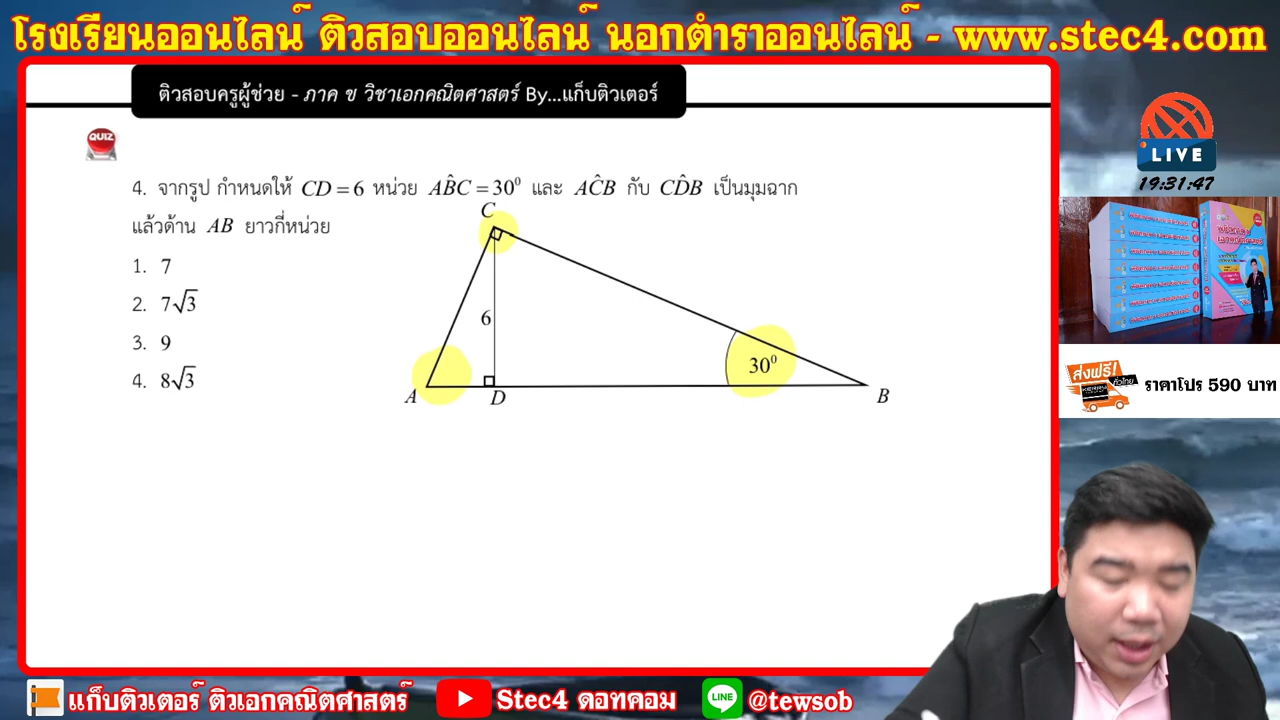 โรงเรียนออนไลน์ ติวสอบออนไลน์ นอกตำราออนไลน์ - www.stec4.com
ติวสอบครูผู้ช่วย - ภาค ข วิชาเอกคณิตศาสตร์ By...แก็บติวเตอร์
QUIZ
LIVE
19:31:47
4. จากรูป กำหนดให้ CD = 6 หน่วย AB̂C = 30⁰ และ AĈB กับ CD̂B เป็นมุมฉาก
แล้วด้าน AB ยาวกี่หน่วย
1. 7
2. 7√3
3. 9
4. 8√3
C
6
30⁰
A
D
B
ส่งฟรี!
ทั่วไทย
ราคาโปร 590 บาท
แก็บติวเตอร์ ติวเอกคณิตศาสตร์
Stec4 ดอทคอม
LINE
@tewsob